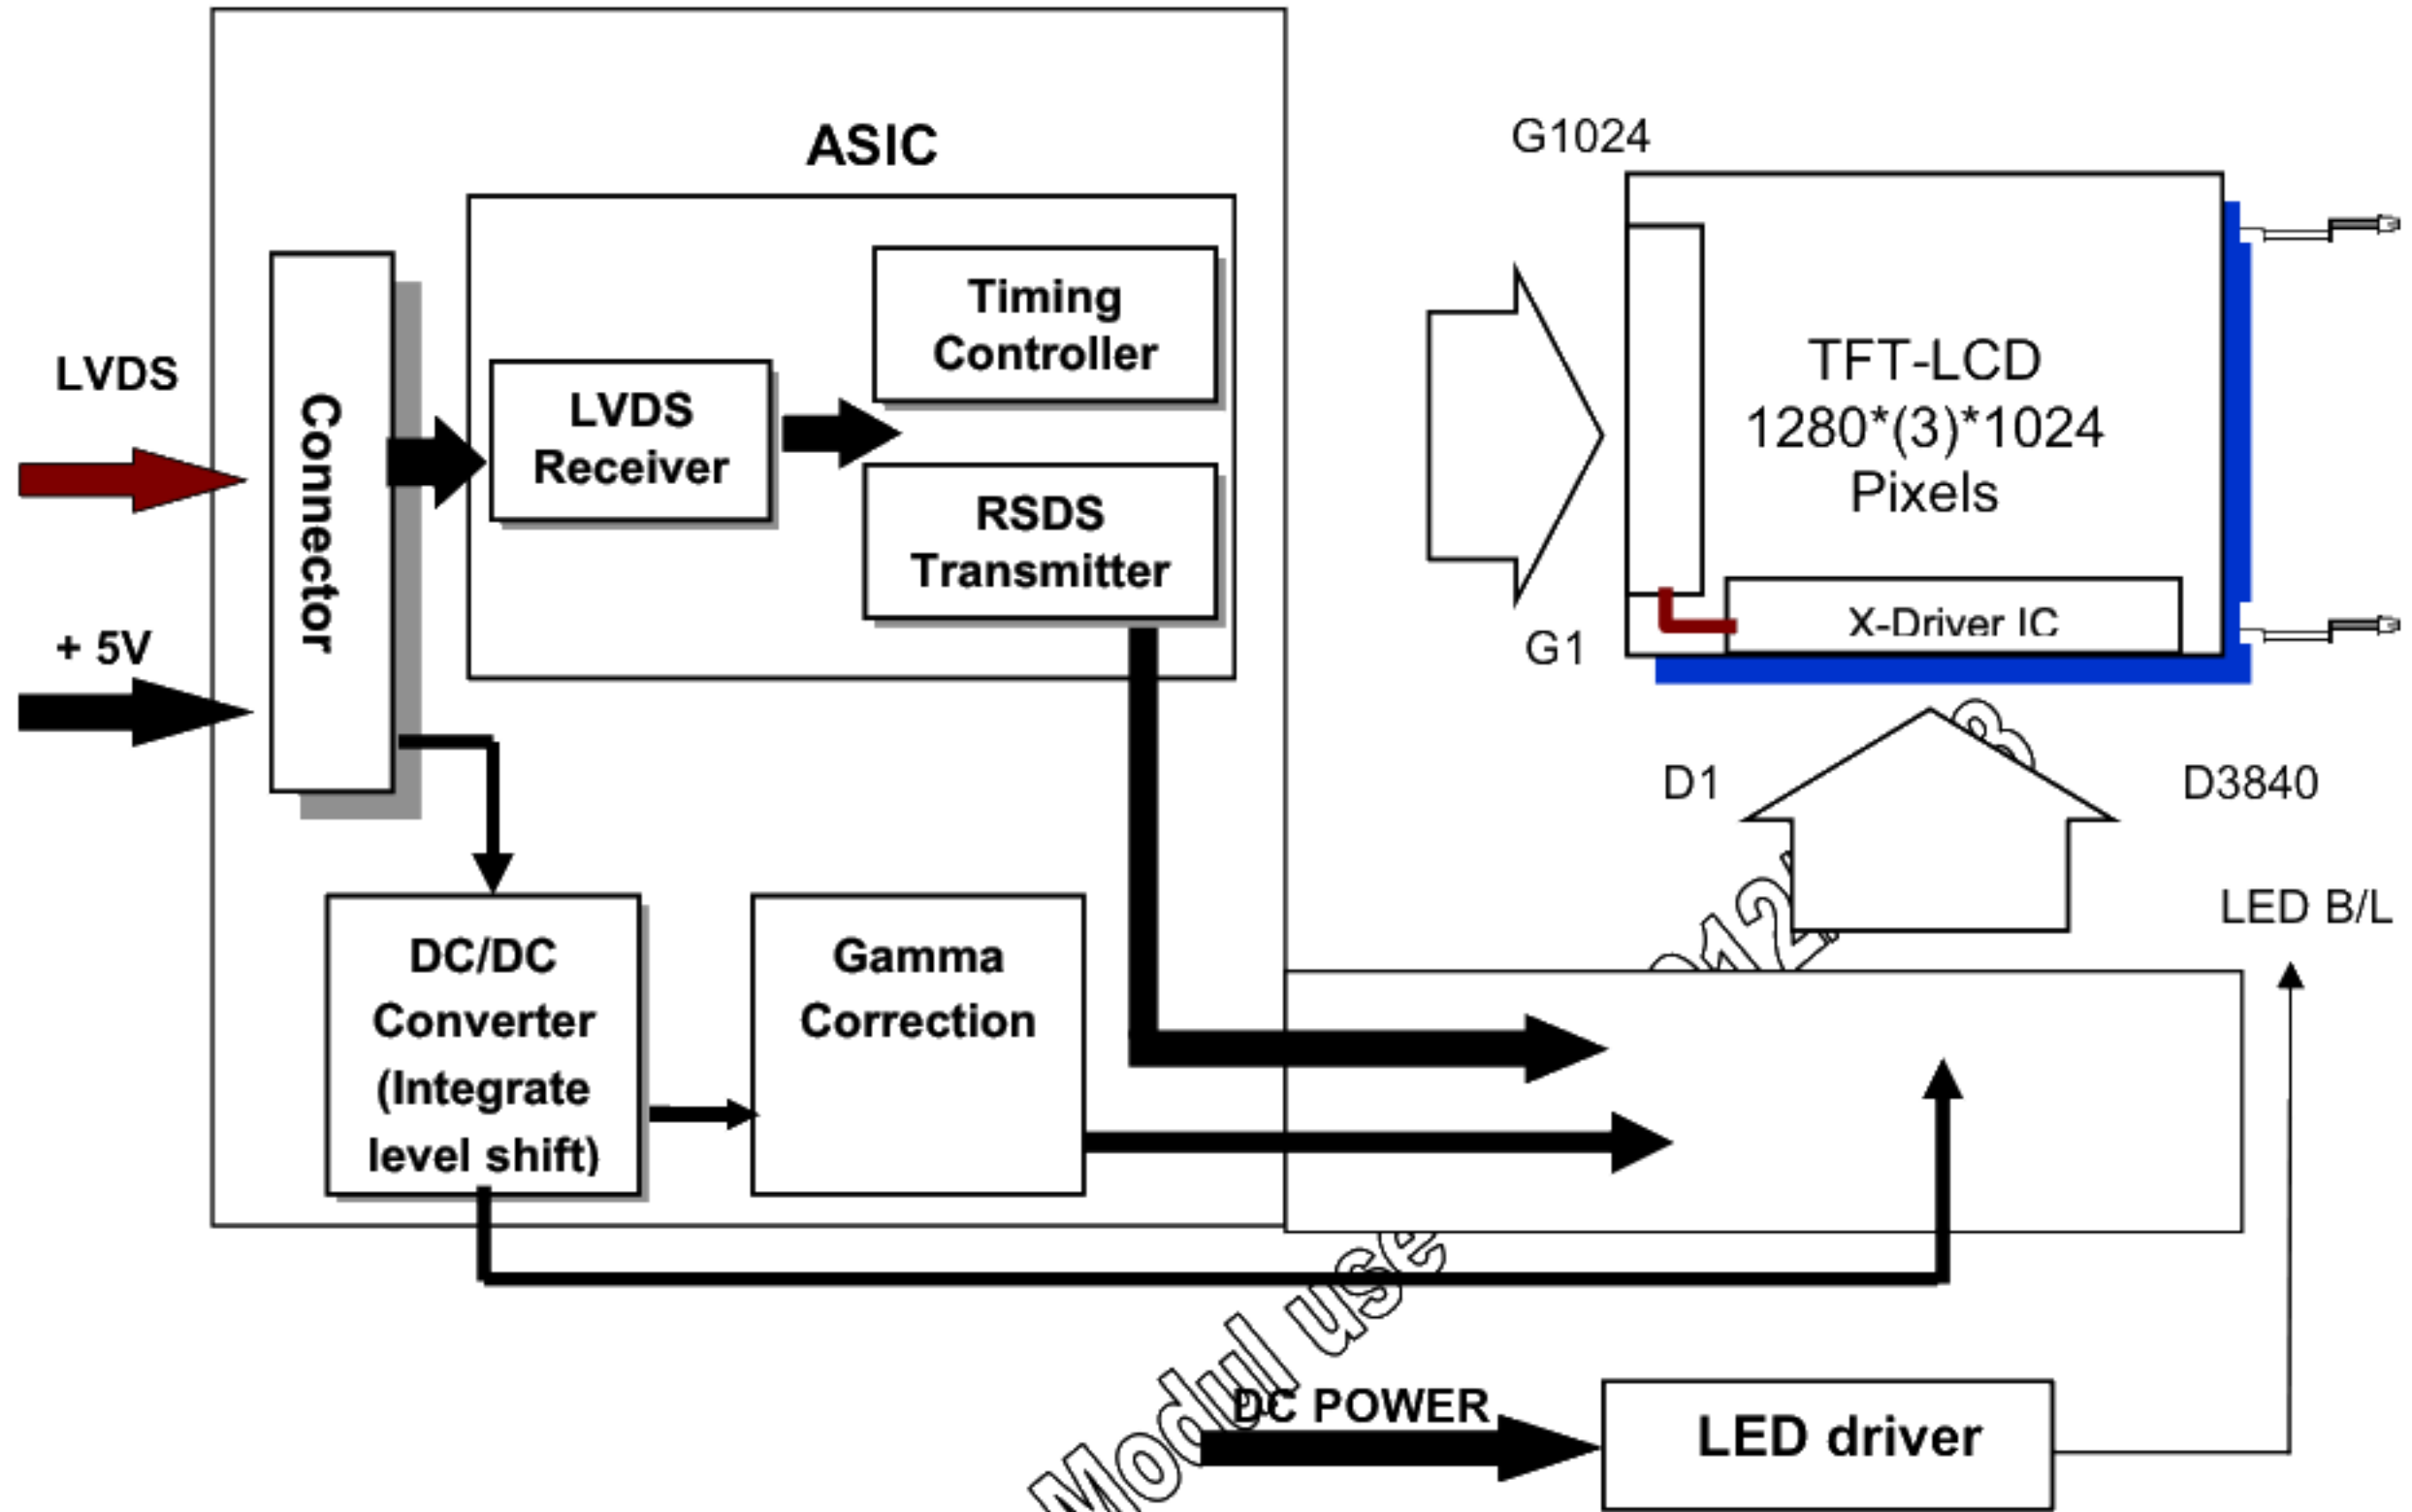 ASIC
G1024
Timing
Controller
LVDS
Connector
LVDS
Receiver
TFT-LCD
1280*(3)*1024
Pixels
RSDS
Transmitter
X-Driver IC
+ 5V
G1
D1
D3840
LED B/L
DC/DC
Converter
(Integrate
level shift)
Gamma
Correction
Modul use
DC POWER
LED driver